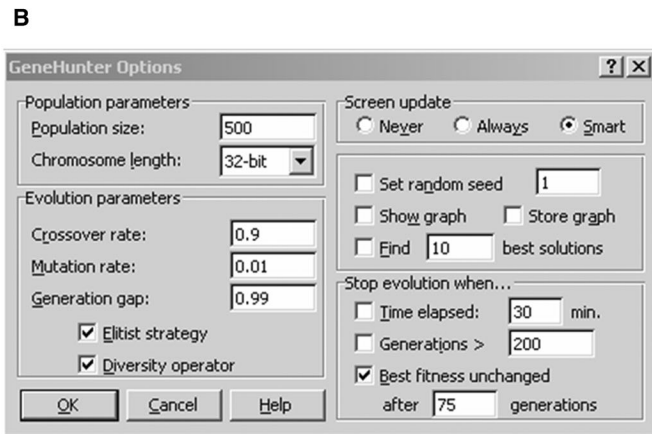 B
GeneHunter Options
Population parameters
Population size: 500
Chromosome length: 32-bit
Evolution parameters
Crossover rate: 0.9
Mutation rate: 0.01
Generation gap: 0.99
Elitist strategy
Diversity operator
OK Cancel Help
Screen update
Never Always Smart
Set random seed 1
Show graph Store graph
Find 10 best solutions
Stop evolution when...
Time elapsed: 30 min.
Generations > 200
Best fitness unchanged
after 75 generations